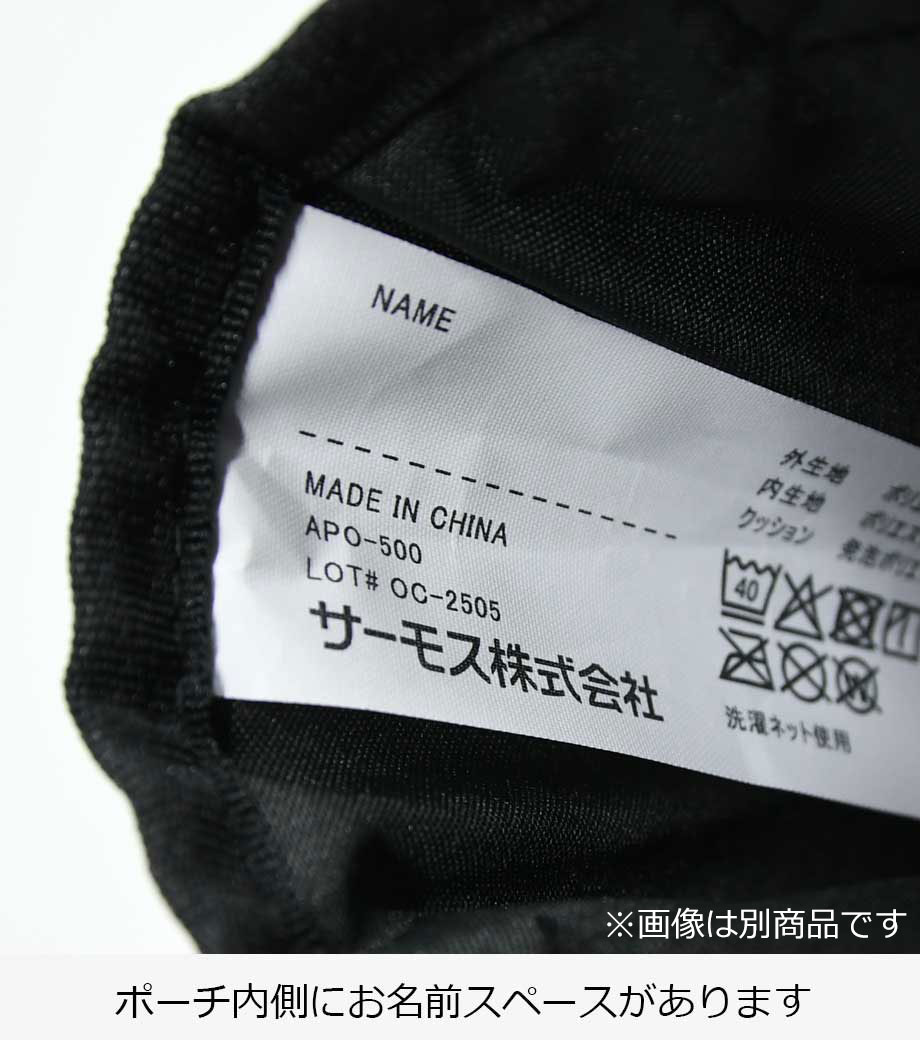 NAME
MADE IN CHINA
APO-500
LOT# OC-2505
サーモス株式会社
外生地
内生地
クッション
40
洗濯ネット使用
※画像は別商品です
ポーチ内側にお名前スペースがあります